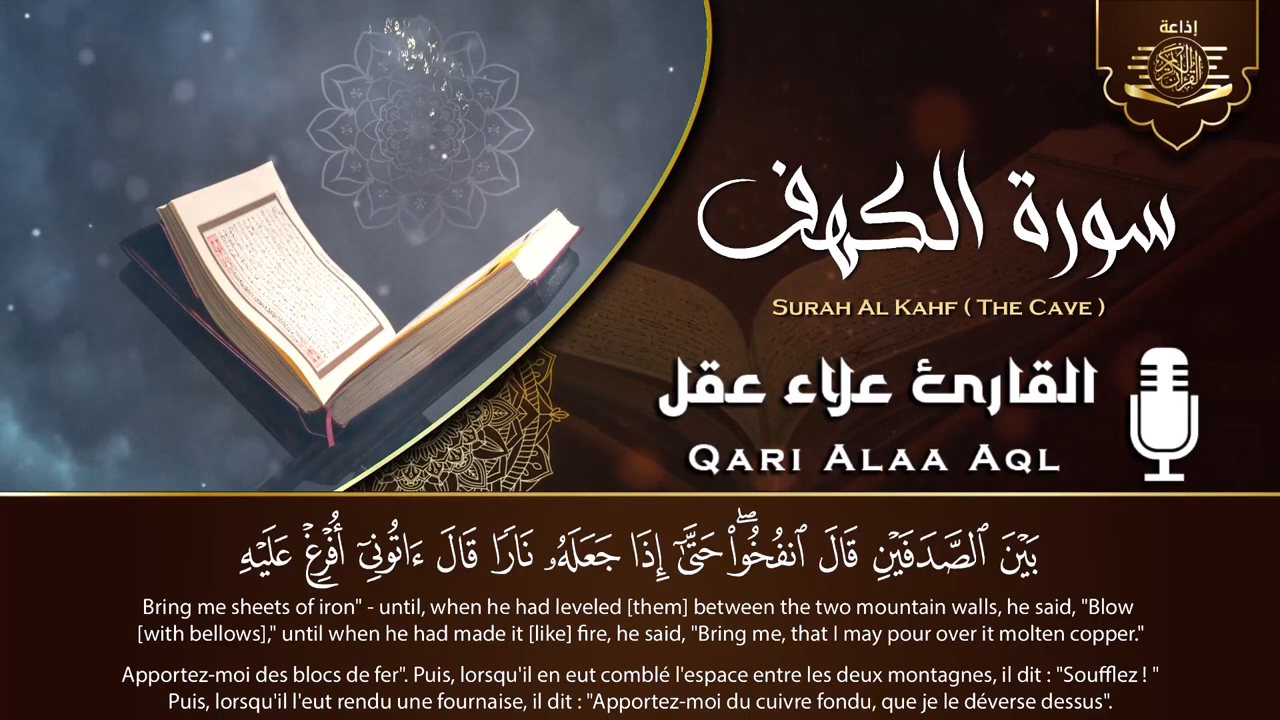 إذاعة
القرآن الكريم
سورة الكهف
SURAH AL KAHF ( THE CAVE )
القارئ علاء عقل
QARI ALAA AQL
بَيْنَ ٱلصَّدَفَيْنِ قَالَ ٱنفُخُوا۟ ۖ حَتَّىٰٓ إِذَا جَعَلَهُۥ نَارًا قَالَ ءَاتُونِىٓ أُفْرِغْ عَلَيْهِ
Bring me sheets of iron" - until, when he had leveled [them] between the two mountain walls, he said, "Blow
[with bellows]," until when he had made it [like] fire, he said, "Bring me, that I may pour over it molten copper."
Apportez-moi des blocs de fer". Puis, lorsqu'il en eut comblé l'espace entre les deux montagnes, il dit : "Soufflez ! "
Puis, lorsqu'il l'eut rendu une fournaise, il dit : "Apportez-moi du cuivre fondu, que je le déverse dessus".